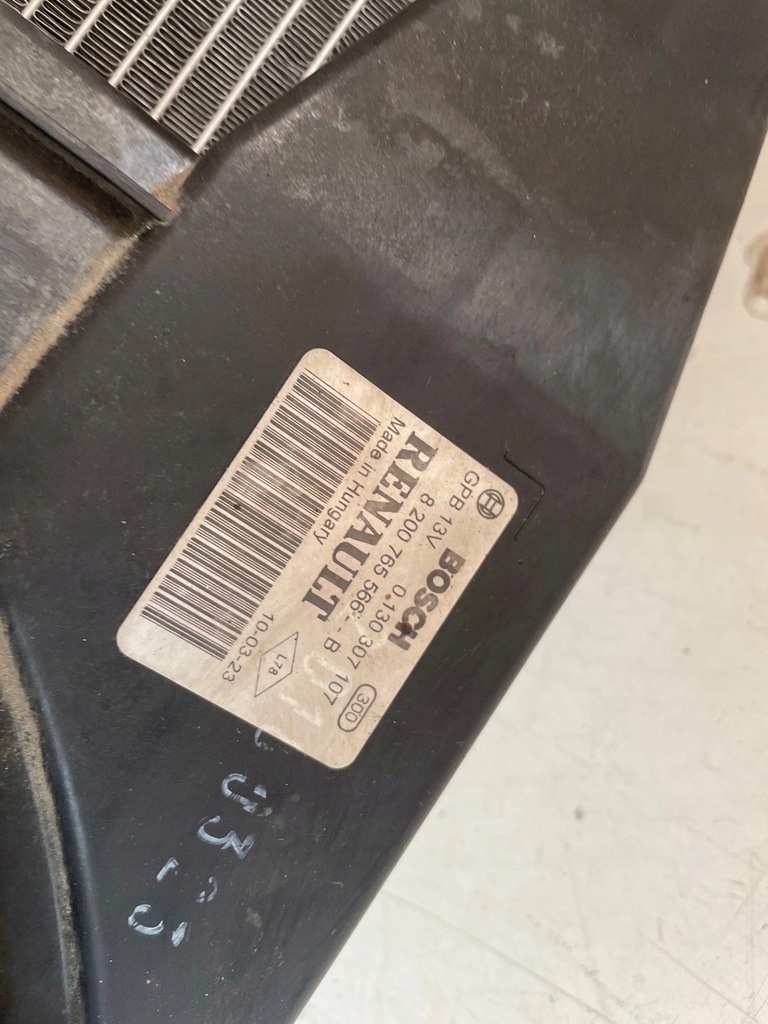 BOSCH
GPB 13V 0.130 307 107 300
8 200 765 566 - B
RENAULT
Made in Hungary L78
10-03-23